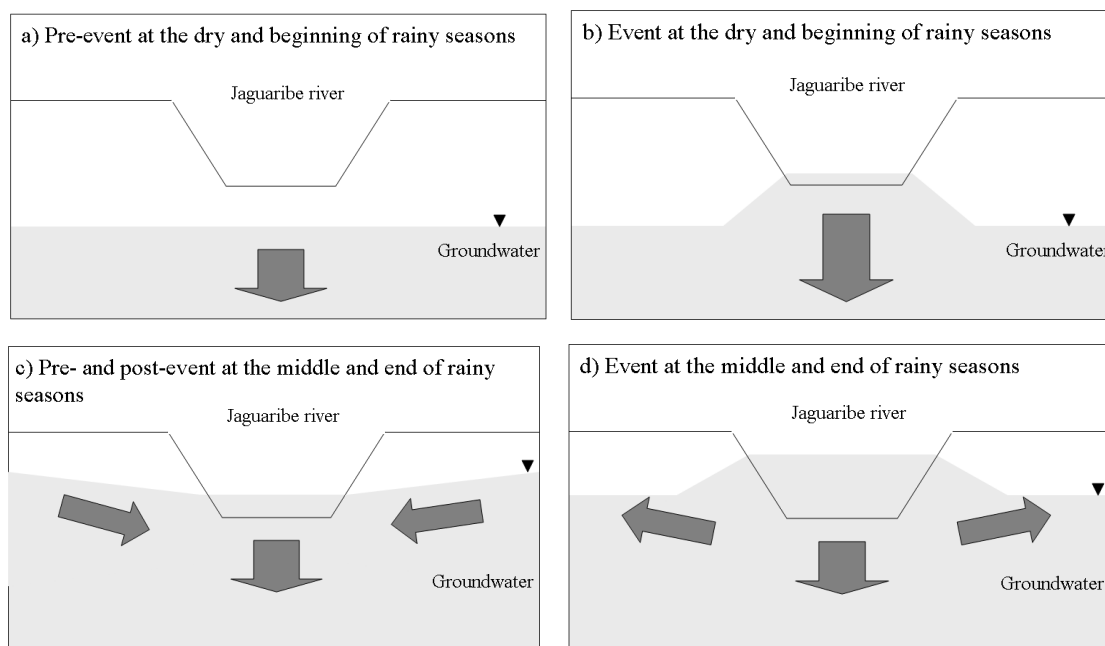 a) Pre-event at the dry and beginning of rainy seasons
Jaguaribe river
Groundwater
b) Event at the dry and beginning of rainy seasons
Jaguaribe river
Groundwater
c) Pre- and post-event at the middle and end of rainy
seasons
Jaguaribe river
Groundwater
d) Event at the middle and end of rainy seasons
Jaguaribe river
Groundwater